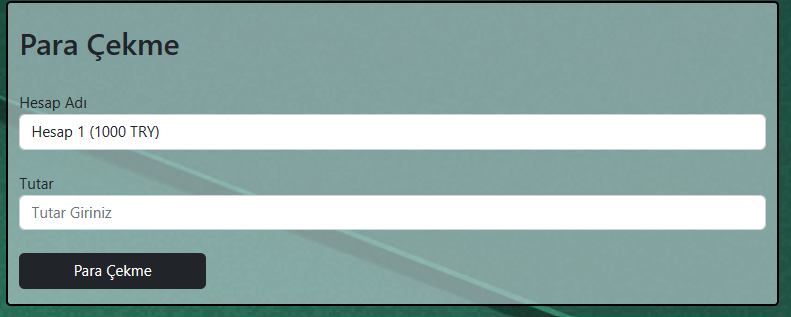 Para Çekme
Hesap Adı
Hesap 1 (1000 TRY)
Tutar
Tutar Giriniz
Para Çekme